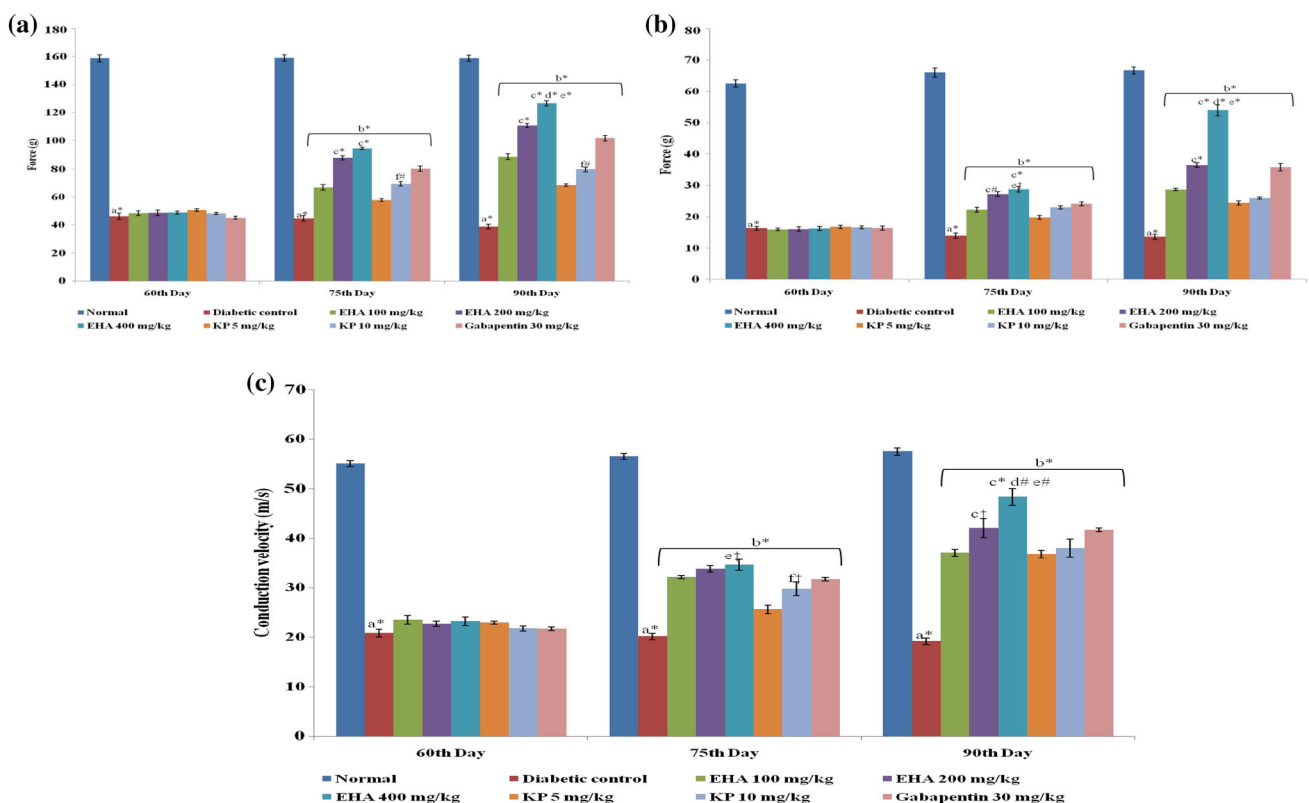 (a)
180
160
140
120
100
80
60
40
20
0
Force (g)
a*
a*
b*
c* c*
f#
a*
b*
c* d* e*
c*
f#
60th Day 75th Day 90th Day
Normal Diabetic control EHA 100 mg/kg EHA 200 mg/kg
EHA 400 mg/kg KP 5 mg/kg KP 10 mg/kg Gabapentin 30 mg/kg
(b)
80
70
60
50
40
30
20
10
0
Force (g)
a*
a*
b*
c*
c# e†
a*
b*
c* d* e*
c*
60th Day 75th Day 90th Day
Normal Diabetic control EHA 100 mg/kg EHA 200 mg/kg
EHA 400 mg/kg KP 5 mg/kg KP 10 mg/kg Gabapentin 30 mg/kg
(c)
70
60
50
40
30
20
10
0
Conduction velocity (m/s)
a*
a*
b*
e†
f†
a*
b*
c* d# e#
c†
60th Day 75th Day 90th Day
Normal Diabetic control EHA 100 mg/kg EHA 200 mg/kg
EHA 400 mg/kg KP 5 mg/kg KP 10 mg/kg Gabapentin 30 mg/kg